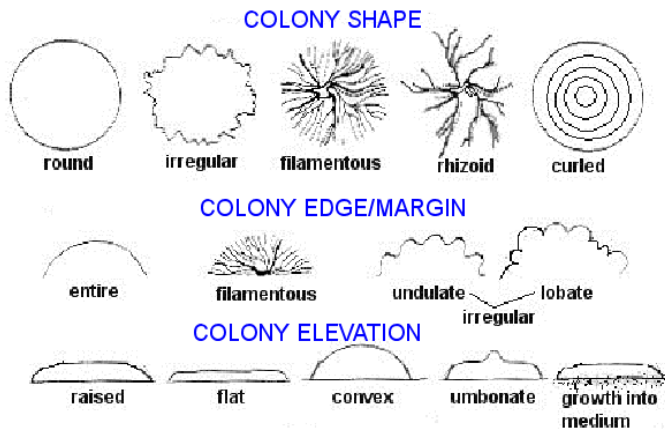 COLONY SHAPE
round irregular filamentous rhizoid curled
COLONY EDGE/MARGIN
entire filamentous undulate lobate
irregular
COLONY ELEVATION
raised flat convex umbonate growth into
medium